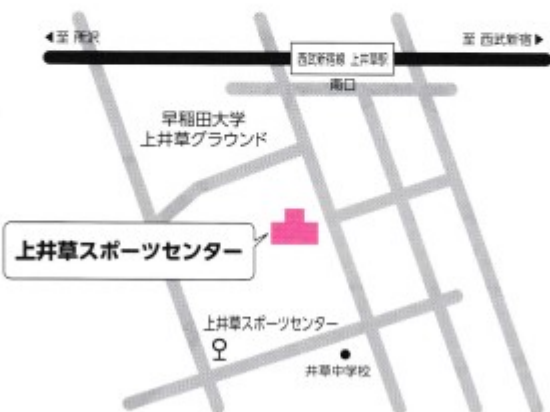 ◀至 所沢
至 西武新宿▶
西武新宿線 上井草駅
南口
早稲田大学
上井草グラウンド
上井草スポーツセンター
上井草スポーツセンター
井草中学校